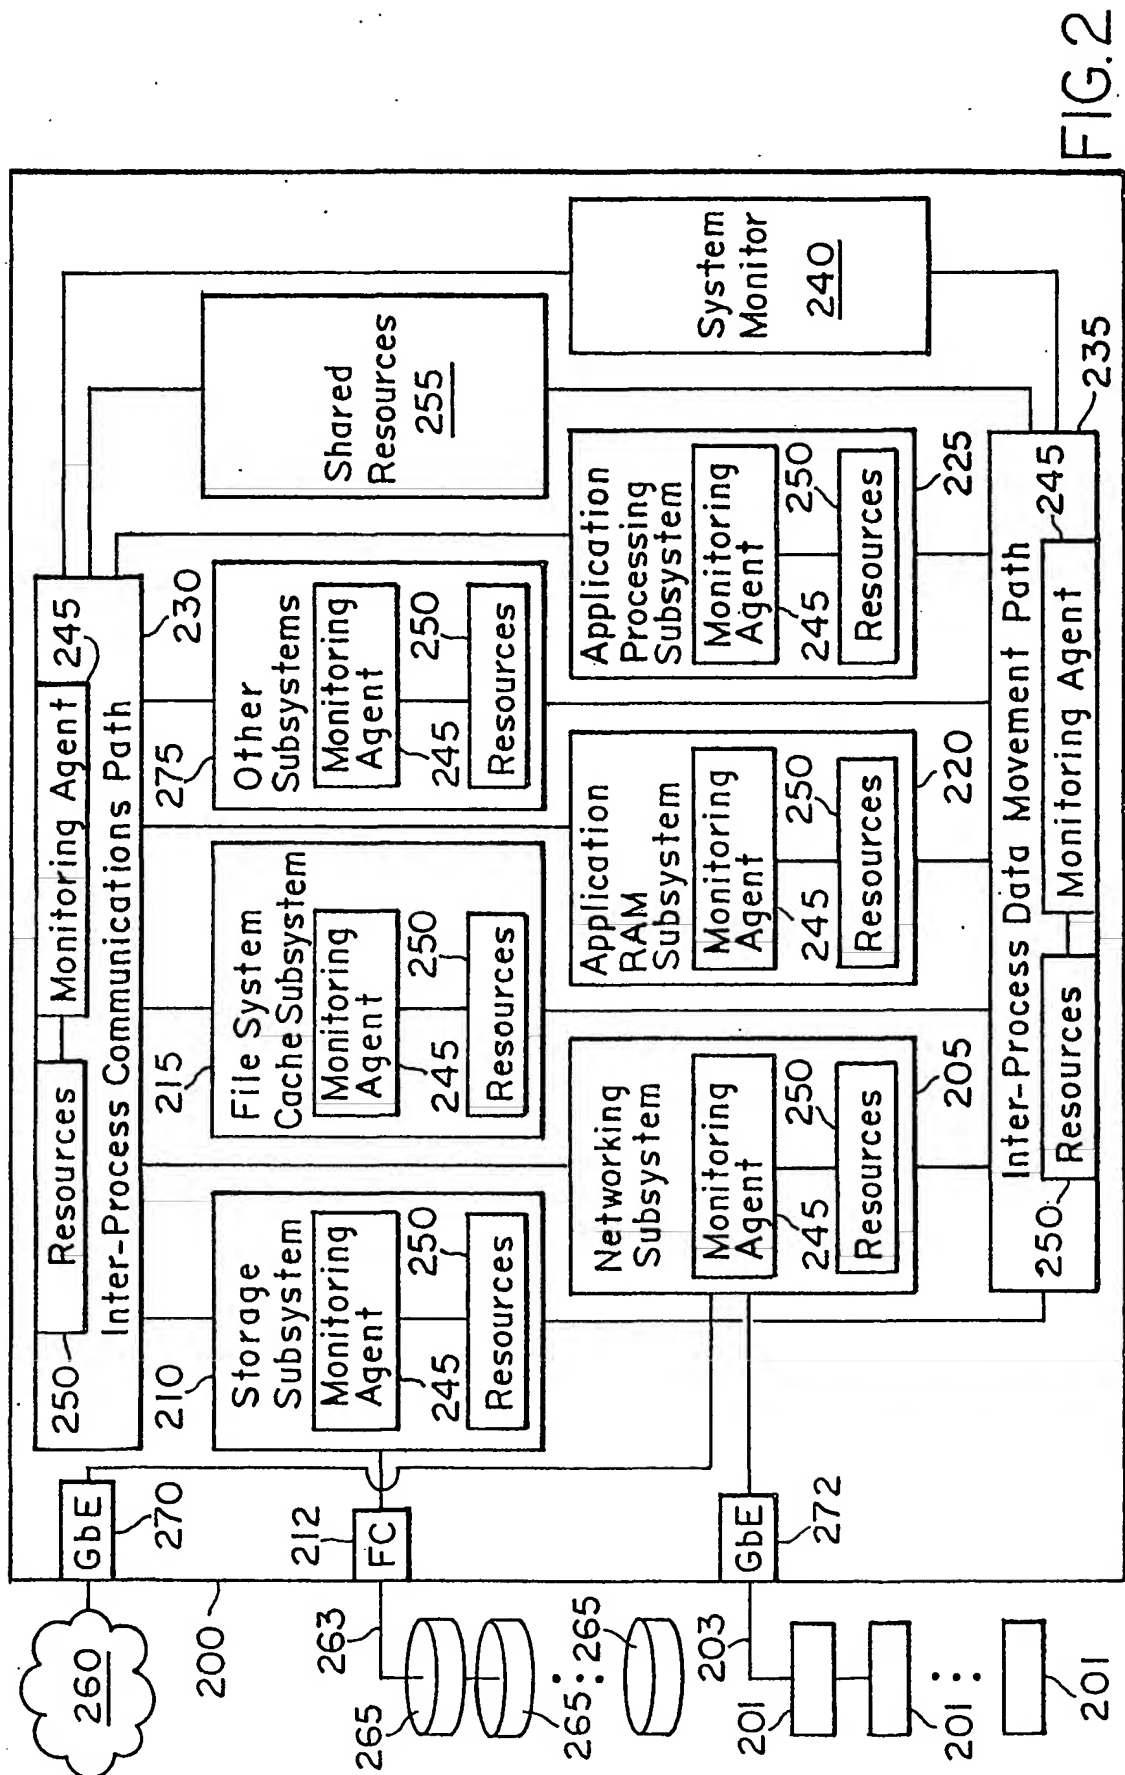 250
Resources
Monitoring Agent
245
Inter-Process Communications Path
230
260
GbE
270
200
210
Storage
Subsystem
Monitoring
Agent
245
250
Resources
215
File System
Cache Subsystem
Monitoring
Agent
245
250
Resources
275
Other
Subsystems
Monitoring
Agent
245
250
Resources
Shared
Resources
255
System
Monitor
240
212
FC
263
265
265
265
265
Networking
Subsystem
Monitoring
Agent
245
250
Resources
205
Application
RAM
Subsystem
Monitoring
Agent
245
250
Resources
220
Application
Processing
Subsystem
Monitoring
Agent
245
250
Resources
225
GbE
272
203
201
201
201
Inter-Process Data Movement Path
235
250
Resources
Monitoring Agent
245
FIG.2